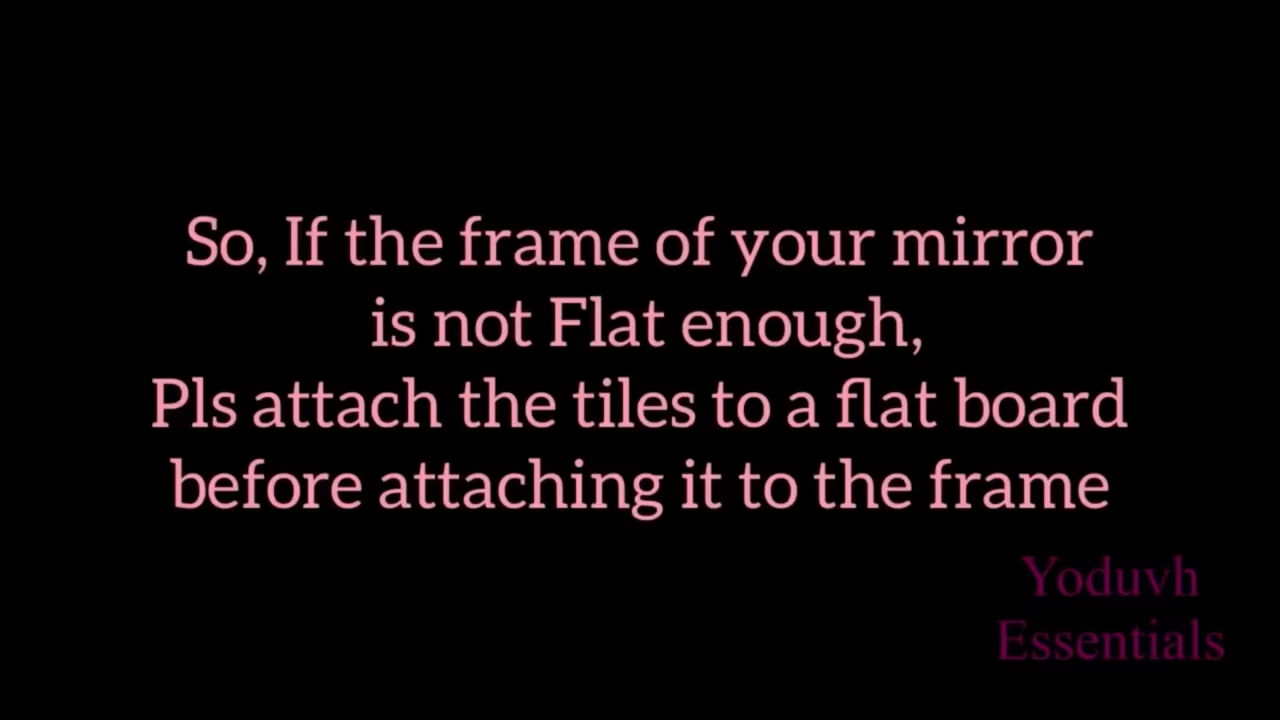 So, If the frame of your mirror
is not Flat enough,
Pls attach the tiles to a flat board
before attaching it to the frame
Yoduvh
Essentials